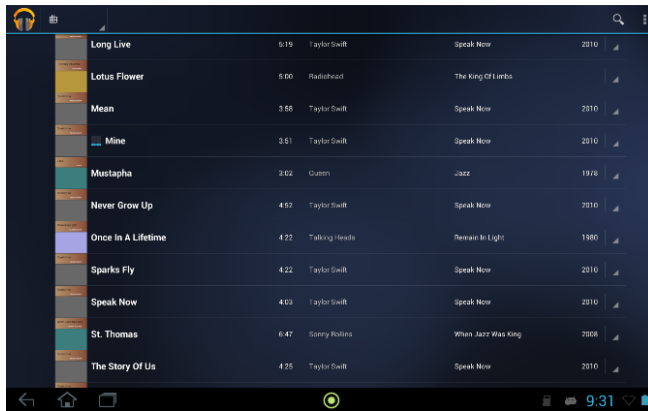 Long Live 5:19 Taylor Swift Speak Now 2010
Lotus Flower 5:00 Radiohead The King Of Limbs
Mean 3:58 Taylor Swift Speak Now 2010
Mine 3:51 Taylor Swift Speak Now 2010
Mustapha 3:02 Queen Jazz 1978
Never Grow Up 4:52 Taylor Swift Speak Now 2010
Once In A Lifetime 4:22 Talking Heads Remain In Light 1980
Sparks Fly 4:22 Taylor Swift Speak Now 2010
Speak Now 4:03 Taylor Swift Speak Now 2010
St. Thomas 6:47 Sonny Rollins When Jazz Was King 2008
The Story Of Us 4:25 Taylor Swift Speak Now 2010
9:31